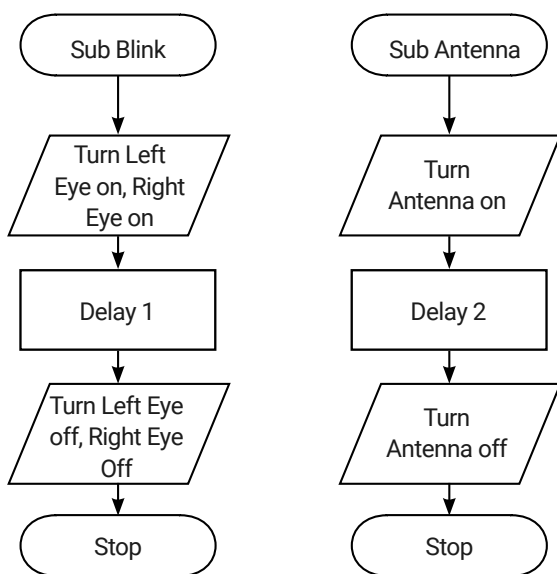 Sub Blink
Turn Left
Eye on, Right
Eye on
Delay 1
Turn Left Eye
off, Right Eye
Off
Stop
Sub Antenna
Turn
Antenna on
Delay 2
Turn
Antenna off
Stop